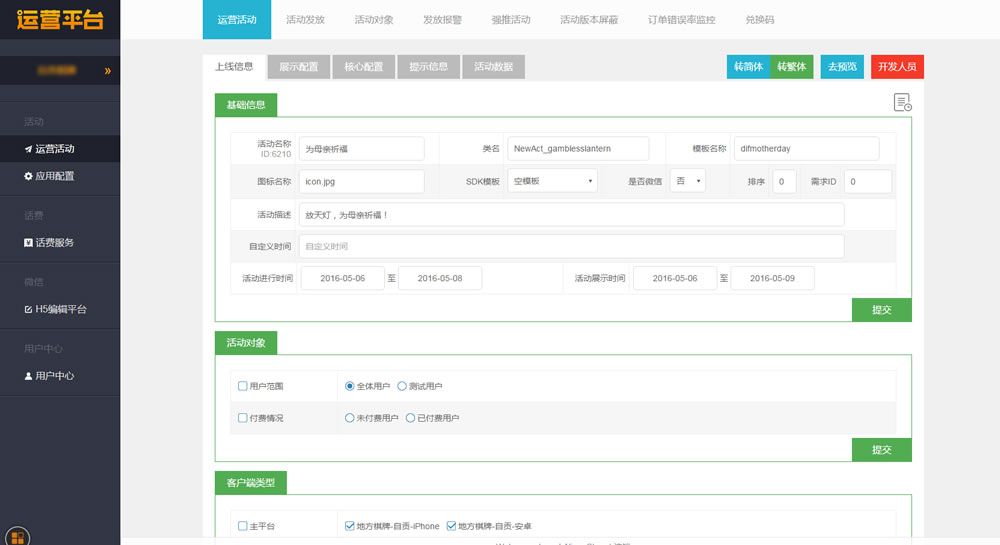 运营平台
»
活动
运营活动
应用配置
话费
话费服务
微信
H5编辑平台
用户中心
用户中心
运营活动 活动发放 活动对象 发放报警 强推活动 活动版本屏蔽 订单错误率监控 兑换码
上线信息 展示配置 核心配置 提示信息 活动数据 转简体 转繁体 去预览 开发人员
基础信息
活动名称 为母亲祈福 类名 NewAct_gamblesslantern 模板名称 difmotherday
ID:6210
图标名称 icon.jpg SDK模板 空模板 是否微信 否 排序 0 需求ID 0
活动描述 放天灯，为母亲祈福！
自定义时间 自定义时间
活动进行时间 2016-05-06 至 2016-05-08 活动展示时间 2016-05-06 至 2016-05-09
提交
活动对象
用户范围 全体用户 测试用户
付费情况 未付费用户 已付费用户
提交
客户端类型
主平台 地方棋牌-自贡-iPhone 地方棋牌-自贡-安卓